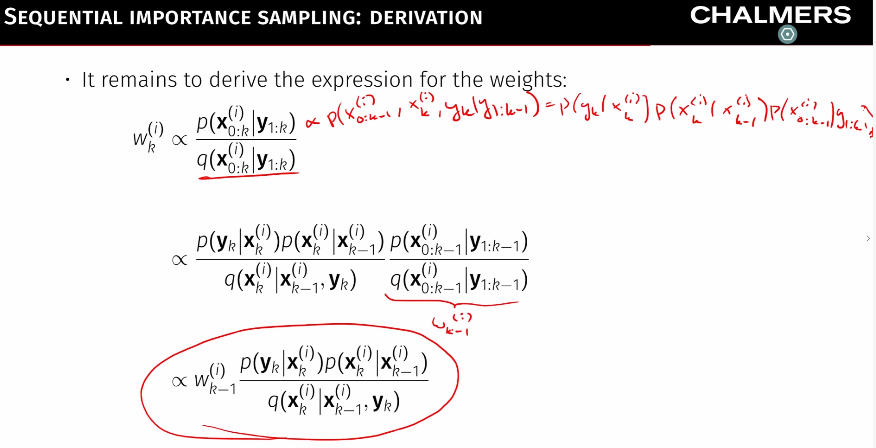 SEQUENTIAL IMPORTANCE SAMPLING: DERIVATION
CHALMERS
· It remains to derive the expression for the weights:
w_k^{(i)} ∝ p(x_{0:k}^{(i)}|y_{1:k}) / q(x_{0:k}^{(i)}|y_{1:k}) ∝ p(x_{0:k-1}^{(i)}, x_k^{(i)}, y_k|y_{1:k-1}) = p(y_k|x_k^{(i)}) p(x_k^{(i)}|x_{k-1}^{(i)}) p(x_{0:k-1}^{(i)}|y_{1:k-1})
∝ p(y_k|x_k^{(i)})p(x_k^{(i)}|x_{k-1}^{(i)}) / q(x_k^{(i)}|x_{k-1}^{(i)}, y_k) p(x_{0:k-1}^{(i)}|y_{1:k-1}) / q(x_{0:k-1}^{(i)}|y_{1:k-1})
w_{k-1}^{(i)}
∝ w_{k-1}^{(i)} p(y_k|x_k^{(i)})p(x_k^{(i)}|x_{k-1}^{(i)}) / q(x_k^{(i)}|x_{k-1}^{(i)}, y_k)